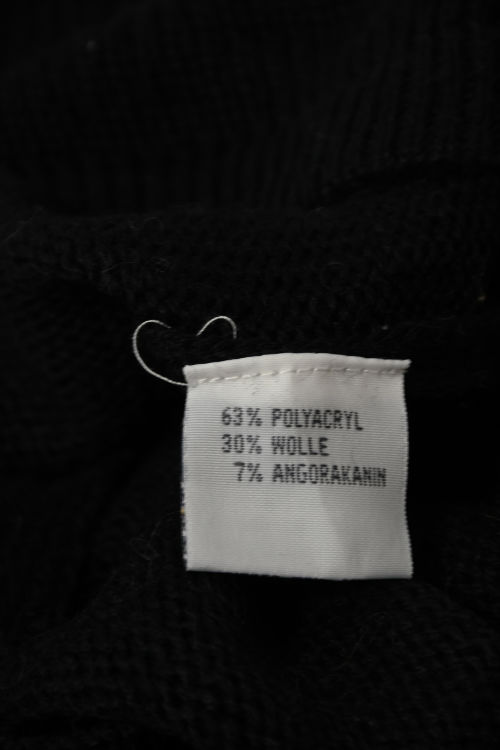 63% POLYACRYL
30% WOLLE
7% ANGORAKANIN